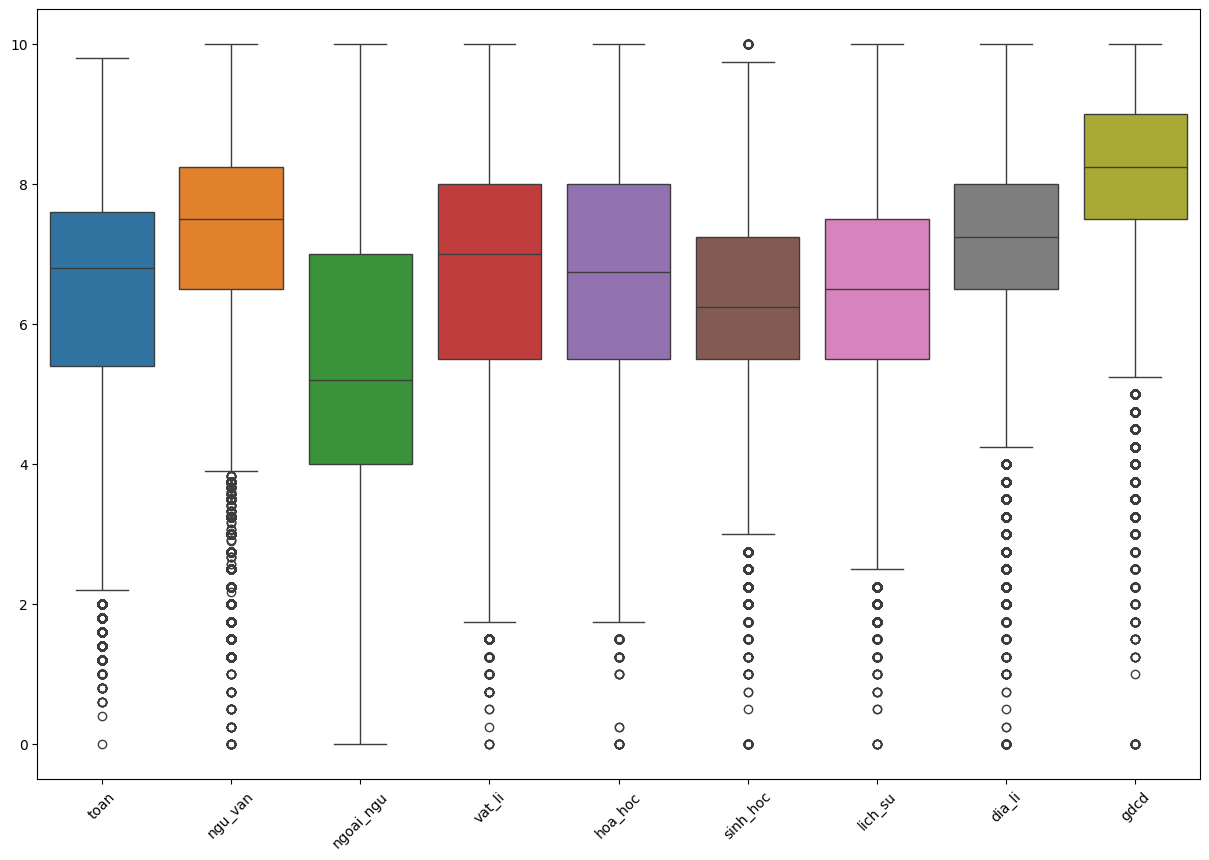 10
8
6
4
2
0
toan
ngu_van
ngoai_ngu
vat_li
hoa_hoc
sinh_hoc
lich_su
dia_li
gdcd